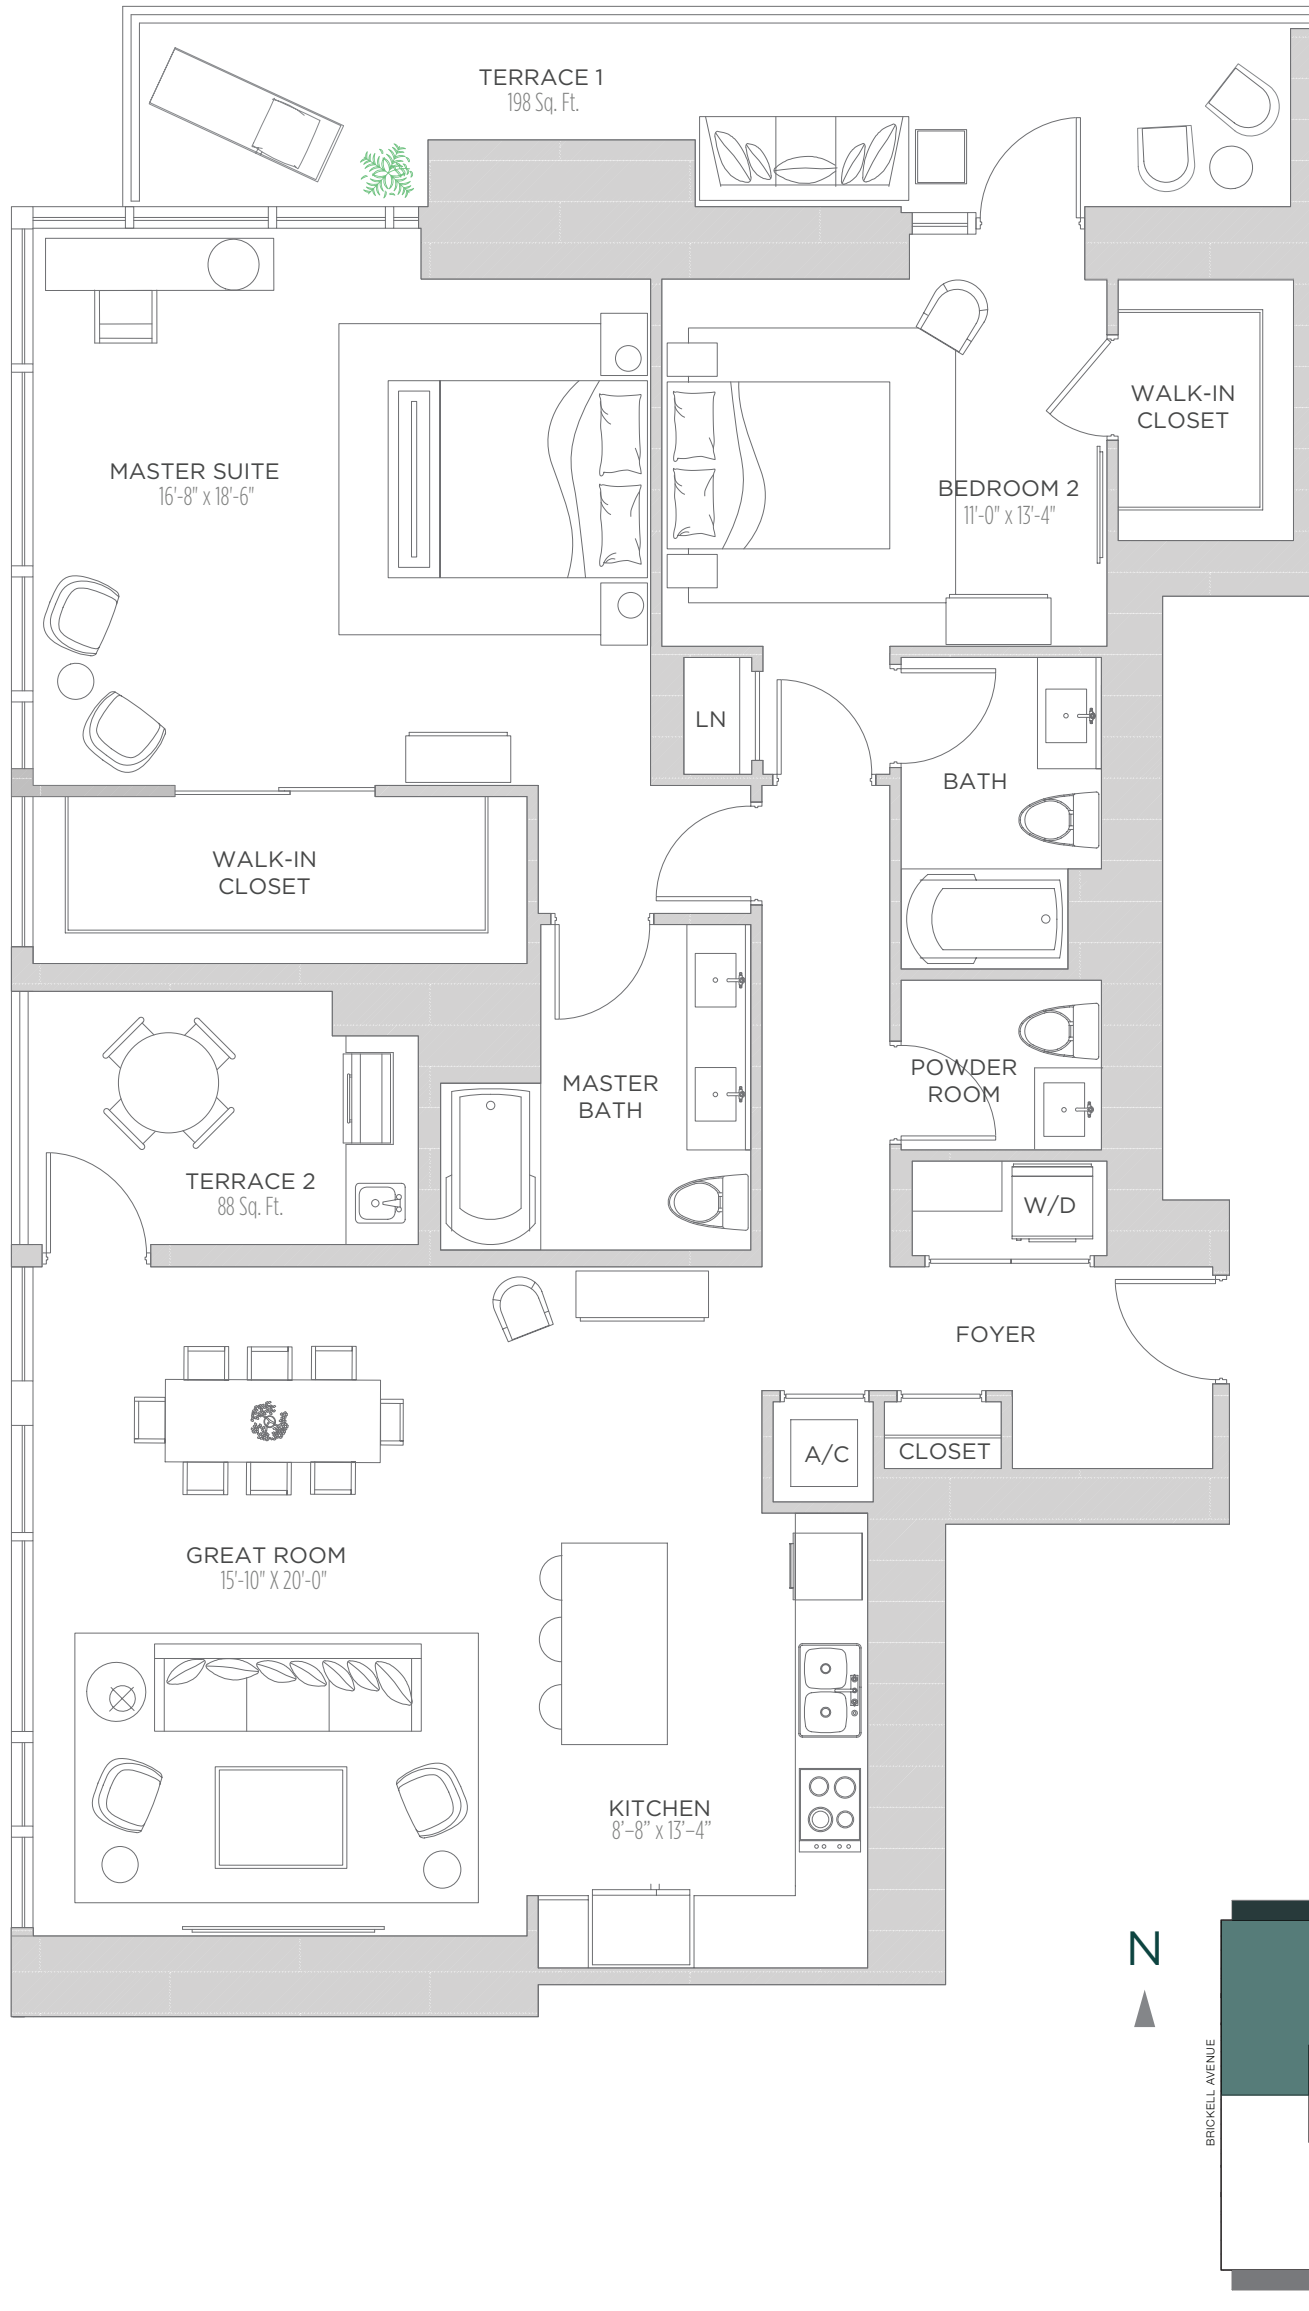 TERRACE 1
198 Sq. Ft.
WALK-IN
CLOSET
MASTER SUITE
16'-8" x 18'-6"
BEDROOM 2
11'-0" x 13'-4"
LN
BATH
WALK-IN
CLOSET
MASTER
BATH
POWDER
ROOM
TERRACE 2
88 Sq. Ft.
W/D
FOYER
A/C
CLOSET
GREAT ROOM
15'-10" X 20'-0"
KITCHEN
8’–8” x 13’–4”
N
BRICKELL AVENUE